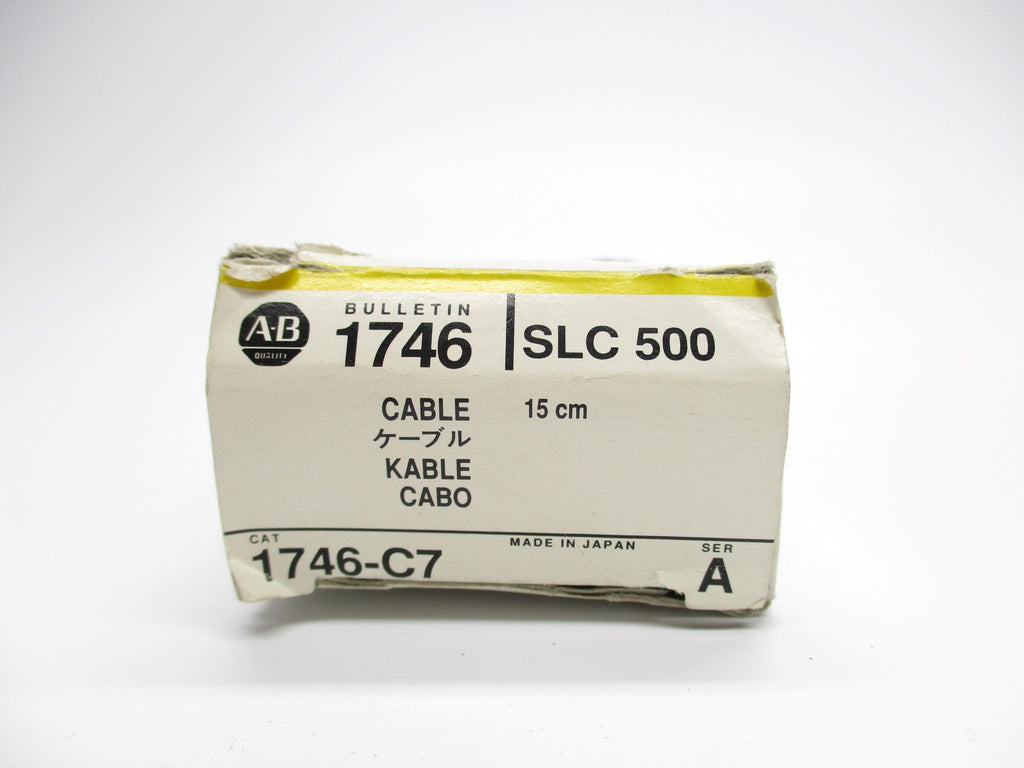 A-B
QUALITY
BULLETIN
1746
SLC 500
CABLE 15 cm
ケーブル
KABLE
CABO
CAT
1746-C7
MADE IN JAPAN
SER
A